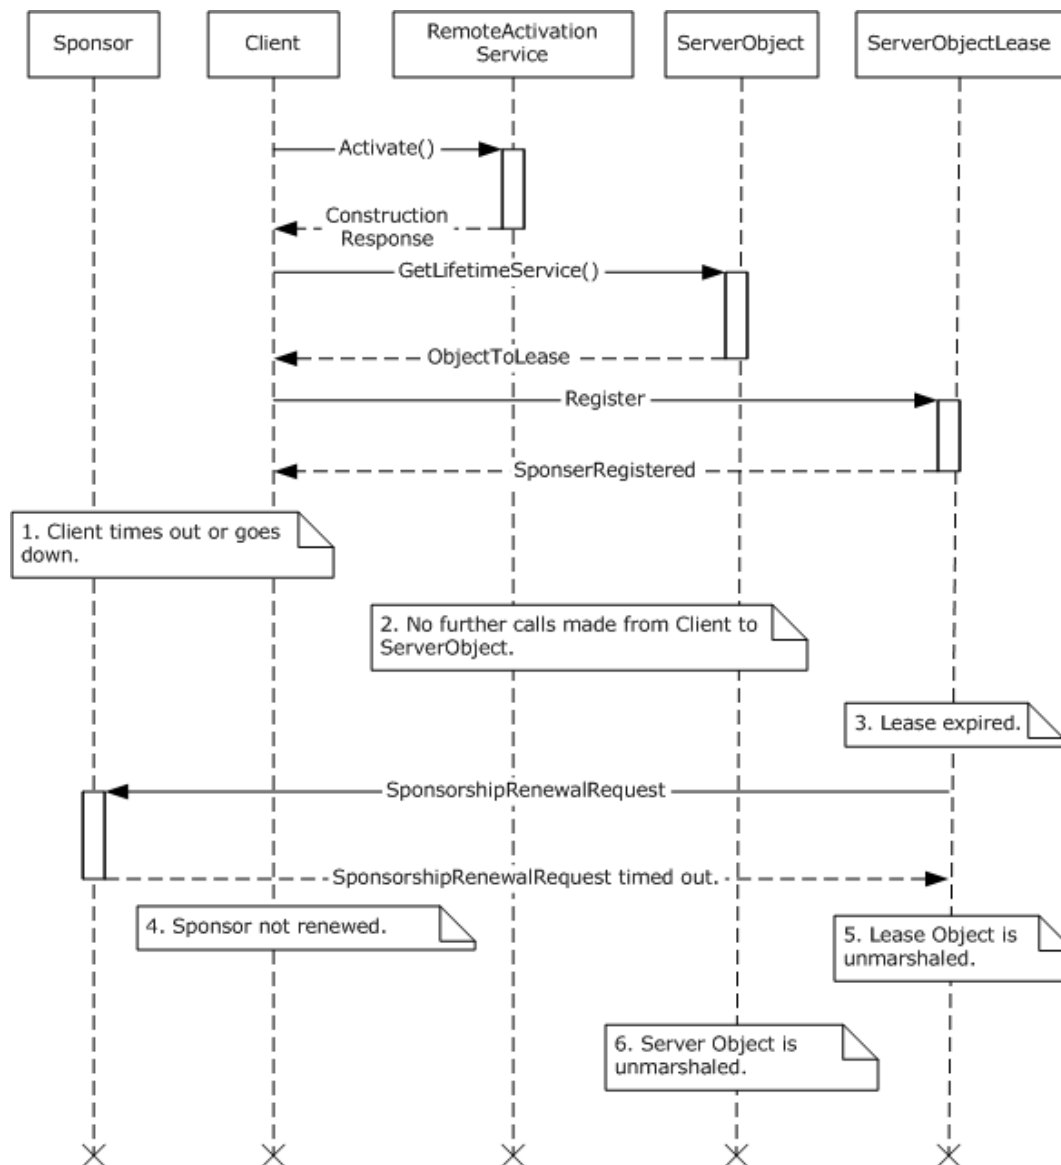 Sponsor
Client
RemoteActivation
Service
ServerObject
ServerObjectLease
Activate()
Construction
Response
GetLifetimeService()
ObjectToLease
Register
SponserRegistered
1. Client times out or goes
down.
2. No further calls made from Client to
ServerObject.
3. Lease expired.
SponsorshipRenewalRequest
SponsorshipRenewalRequest timed out.
4. Sponsor not renewed.
5. Lease Object is
unmarshaled.
6. Server Object is
unmarshaled.